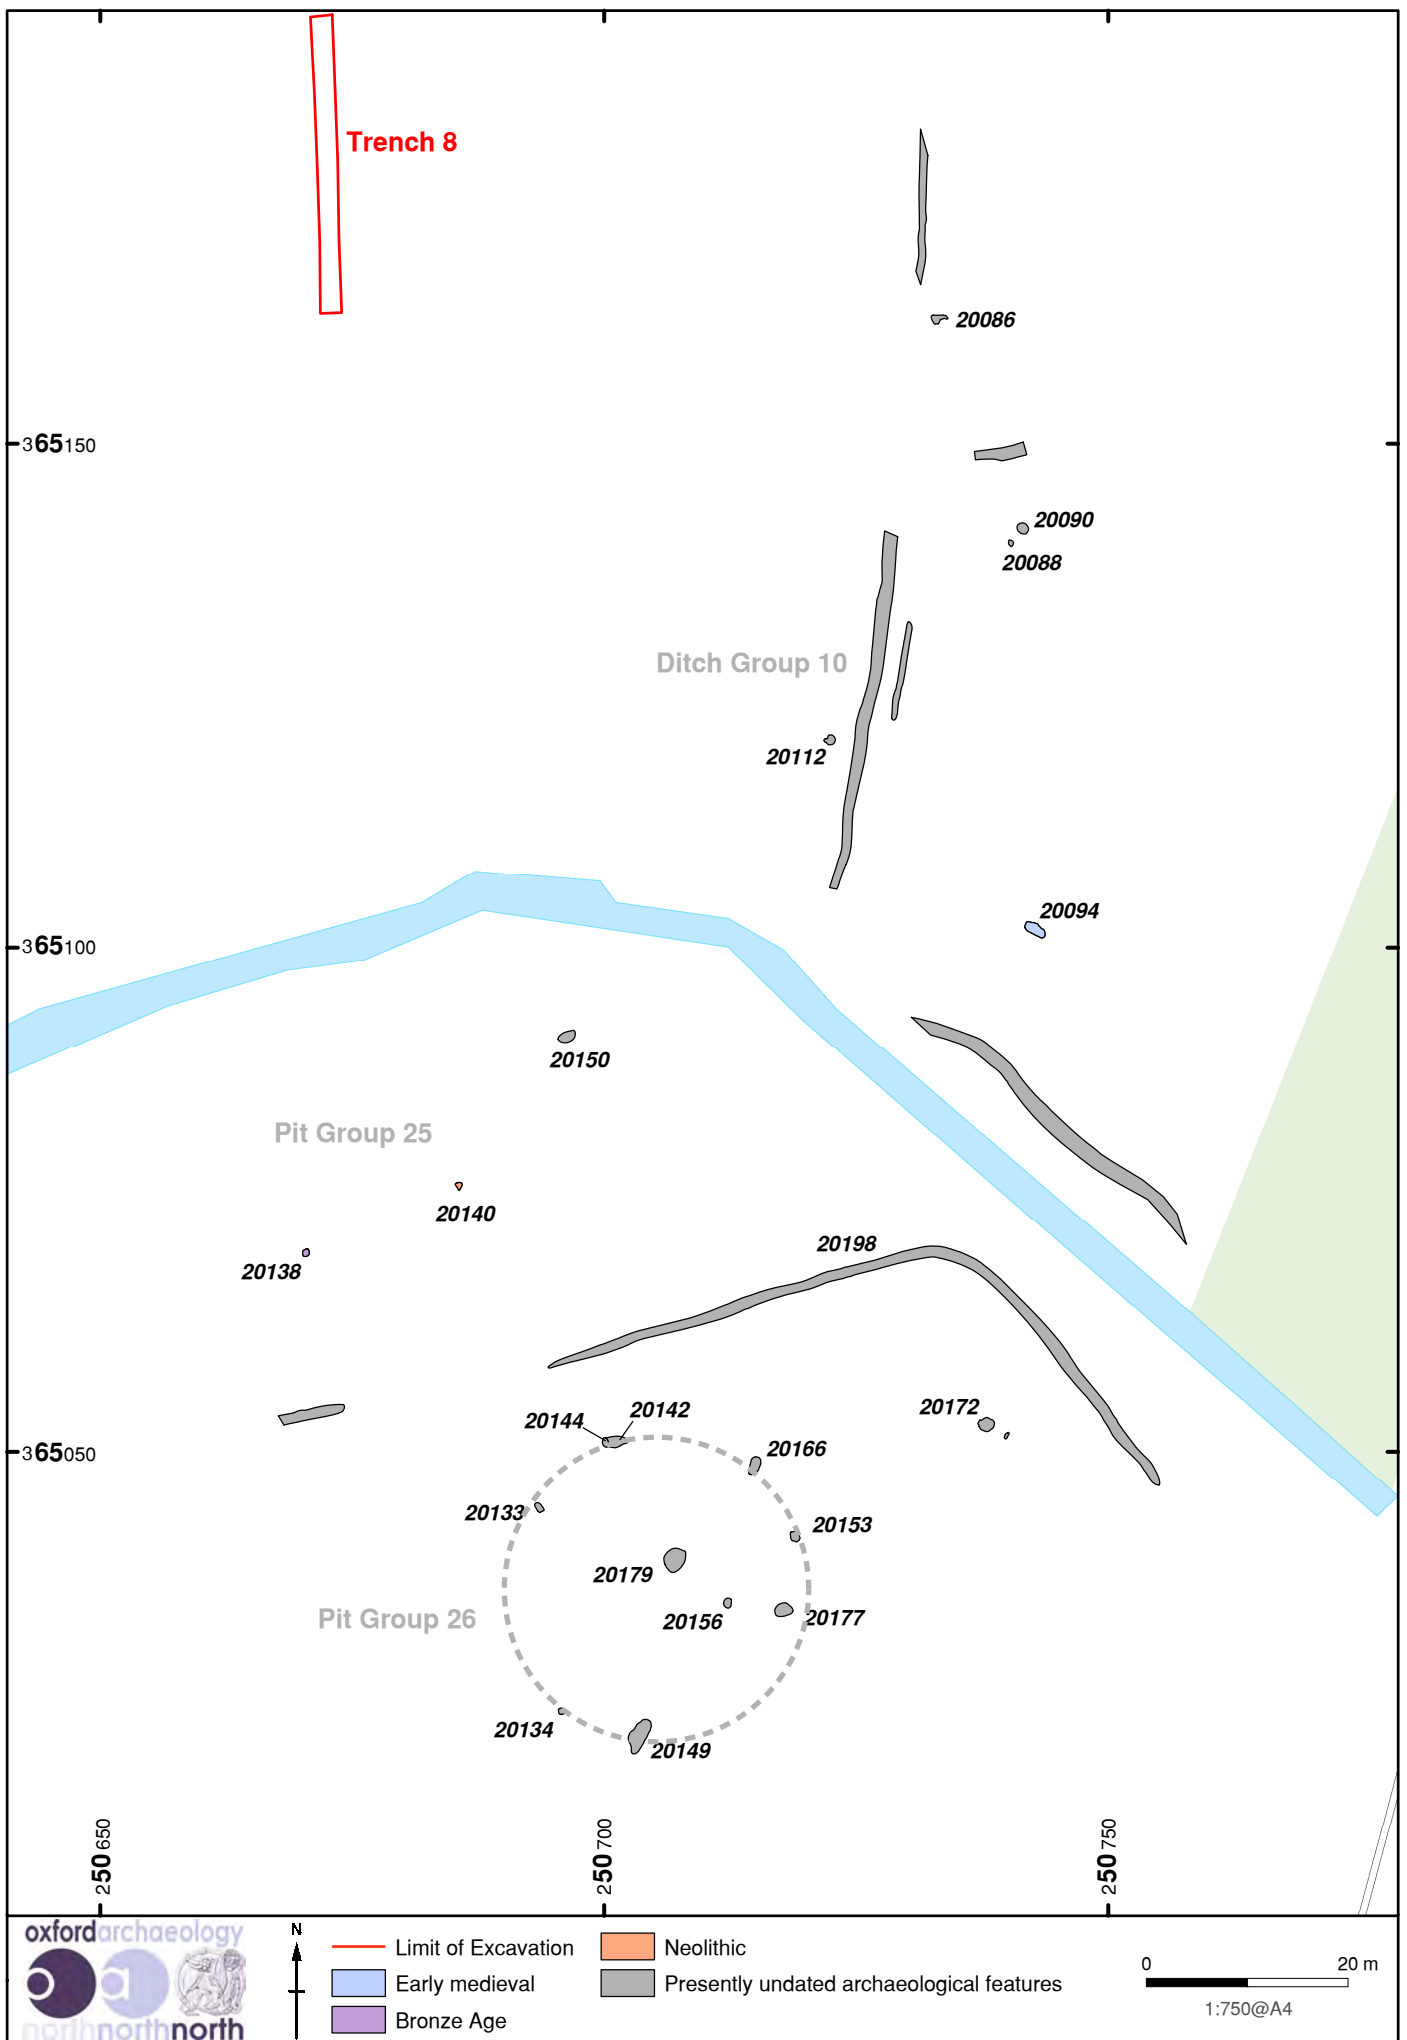 Trench 8
20086
365150
20090
20088
Ditch Group 10
20112
20094
365100
20150
Pit Group 25
20140
20138
20198
20172
20142
20144
365050
20166
20133
20153
20179
20156
20177
Pit Group 26
20134
20149
250650
250700
250750
oxfordarchaeology
o a
northnorthnorth
N
Limit of Excavation
Early medieval
Bronze Age
Neolithic
Presently undated archaeological features
0 20 m
1:750@A4